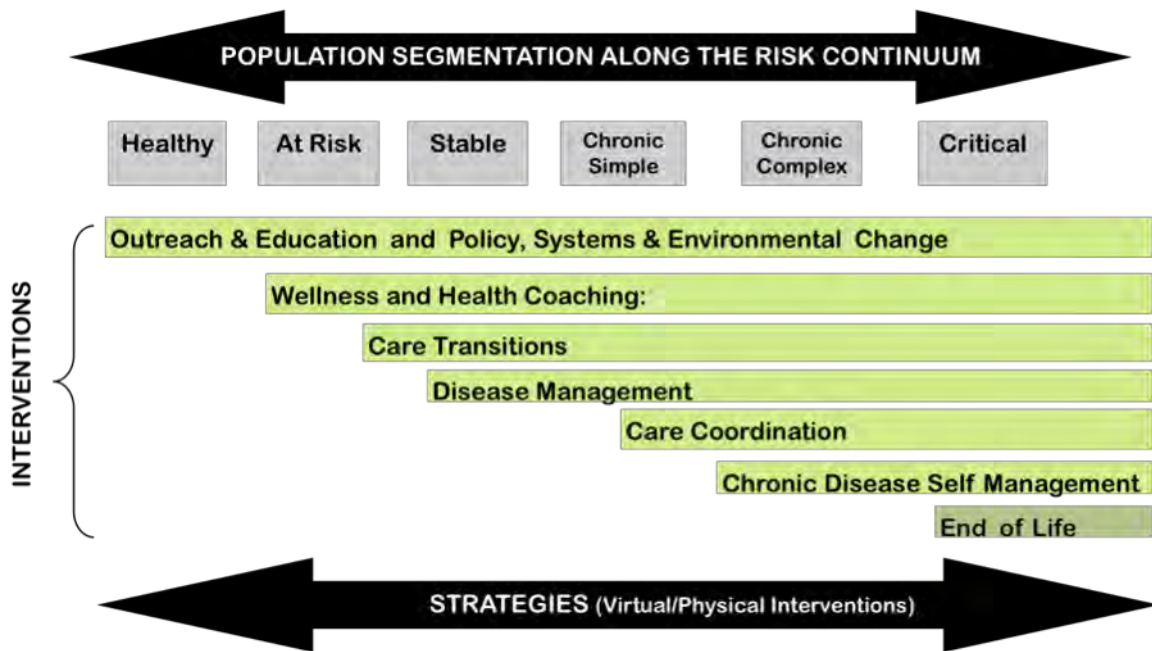 POPULATION SEGMENTATION ALONG THE RISK CONTINUUM
Healthy
At Risk
Stable
Chronic
Simple
Chronic
Complex
Critical
INTERVENTIONS
Outreach & Education and Policy, Systems & Environmental Change
Wellness and Health Coaching:
Care Transitions
Disease Management
Care Coordination
Chronic Disease Self Management
End of Life
STRATEGIES (Virtual/Physical Interventions)